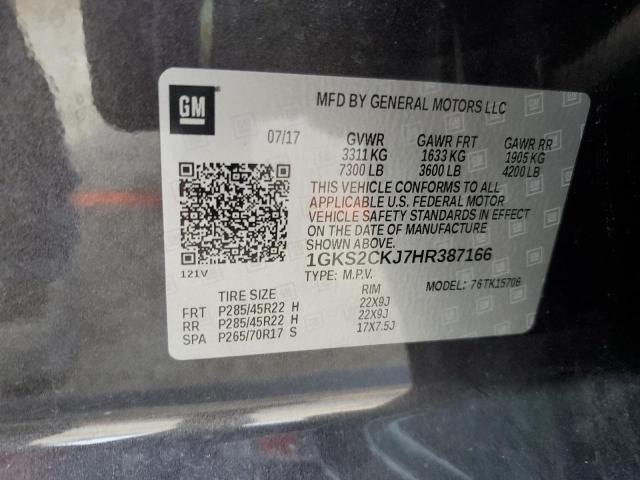 GM
MFD BY GENERAL MOTORS LLC
07/17 GVWR GAWR FRT GAWR RR
3311 KG 1633 KG 1905 KG
7300 LB 3600 LB 4200 LB
THIS VEHICLE CONFORMS TO ALL
APPLICABLE U.S. FEDERAL MOTOR
VEHICLE SAFETY STANDARDS IN EFFECT
ON THE DATE OF MANUFACTURE
SHOWN ABOVE.
1GKS2CKJ7HR387166
121V
TYPE: M.P.V. MODEL: 76TK15706
TIRE SIZE RIM
FRT P285/45R22 H 22X9J
RR P285/45R22 H 22X9J
SPA P265/70R17 S 17X7.5J